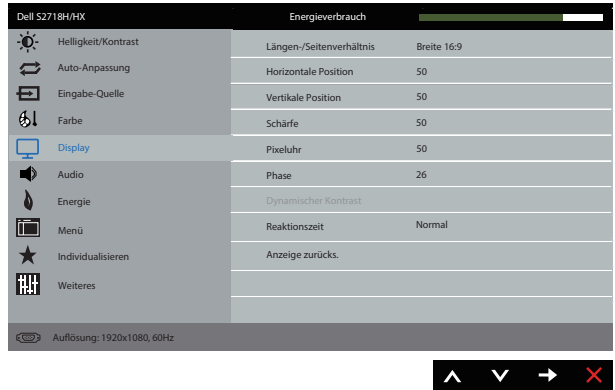 Dell S2718H/HX Energieverbrauch
Helligkeit/Kontrast
Auto-Anpassung
Eingabe-Quelle
Farbe
Display
Audio
Energie
Menü
Individualisieren
Weiteres
Längen-/Seitenverhältnis Breite 16:9
Horizontale Position 50
Vertikale Position 50
Schärfe 50
Pixeluhr 50
Phase 26
Dynamischer Kontrast
Reaktionszeit Normal
Anzeige zurücks.
Auflösung: 1920x1080, 60Hz